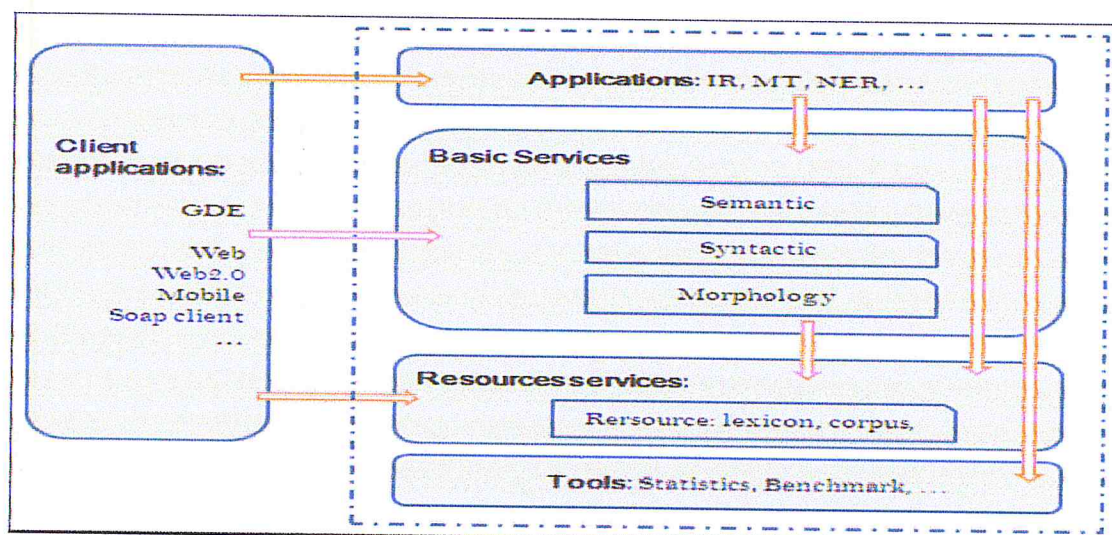 Client
applications:
GDE
Web
Web2.0
Mobile
Soap client
...
Applications: IR, MT, NER, ...
Basic Services
Semantic
Syntactic
Morphology
Resources services:
Rersource: lexicon, corpus,
Tools: Statistics, Benchmark, ...